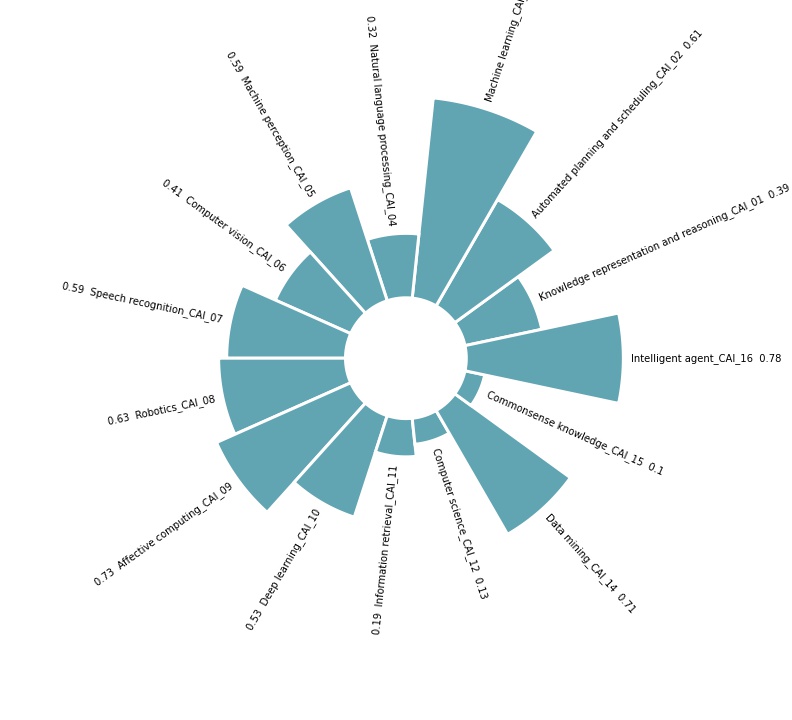 Intelligent agent_CAI_16 0.78
Knowledge representation and reasoning_CAI_01 0.39
Automated planning and scheduling_CAI_02 0.61
Machine learning_CAI_
0.32 Natural language processing_CAI_04
0.59 Machine perception_CAI_05
0.41 Computer vision_CAI_06
0.59 Speech recognition_CAI_07
0.63 Robotics_CAI_08
0.73 Affective computing_CAI_09
0.53 Deep learning_CAI_10
0.19 Information retrieval_CAI_11
Computer science_CAI_12 0.13
Data mining_CAI_14 0.71
Commonsense knowledge_CAI_15 0.1